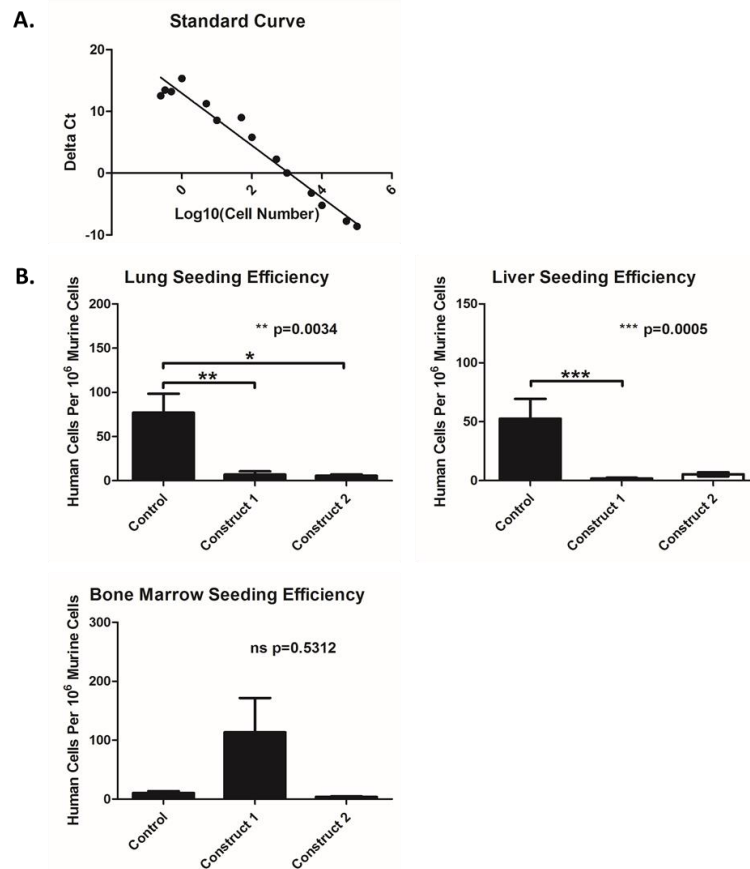 A.
Standard Curve
20
10
0
-10
Delta Ct
0
2
4
6
Log10(Cell Number)
B.
Lung Seeding Efficiency
Human Cells Per 10⁶ Murine Cells
200
150
100
50
0
** p=0.0034
*
**
Control
Construct 1
Construct 2
Liver Seeding Efficiency
Human Cells Per 10⁶ Murine Cells
150
100
50
0
*** p=0.0005
***
Control
Construct 1
Construct 2
Bone Marrow Seeding Efficiency
Human Cells Per 10⁶ Murine Cells
300
200
100
0
ns p=0.5312
Control
Construct 1
Construct 2